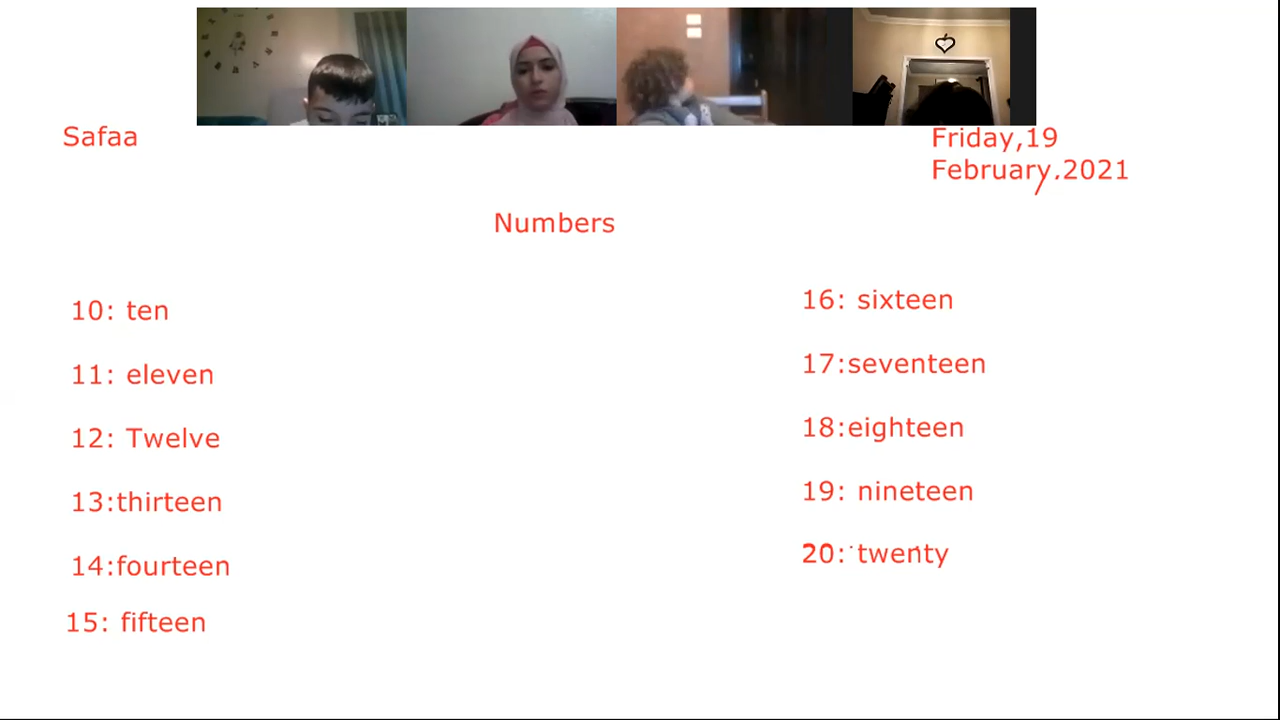 Safaa
Friday,19
February.2021
Numbers
10: ten
11: eleven
12: Twelve
13:thirteen
14:fourteen
15: fifteen
16: sixteen
17:seventeen
18:eighteen
19: nineteen
20: twenty